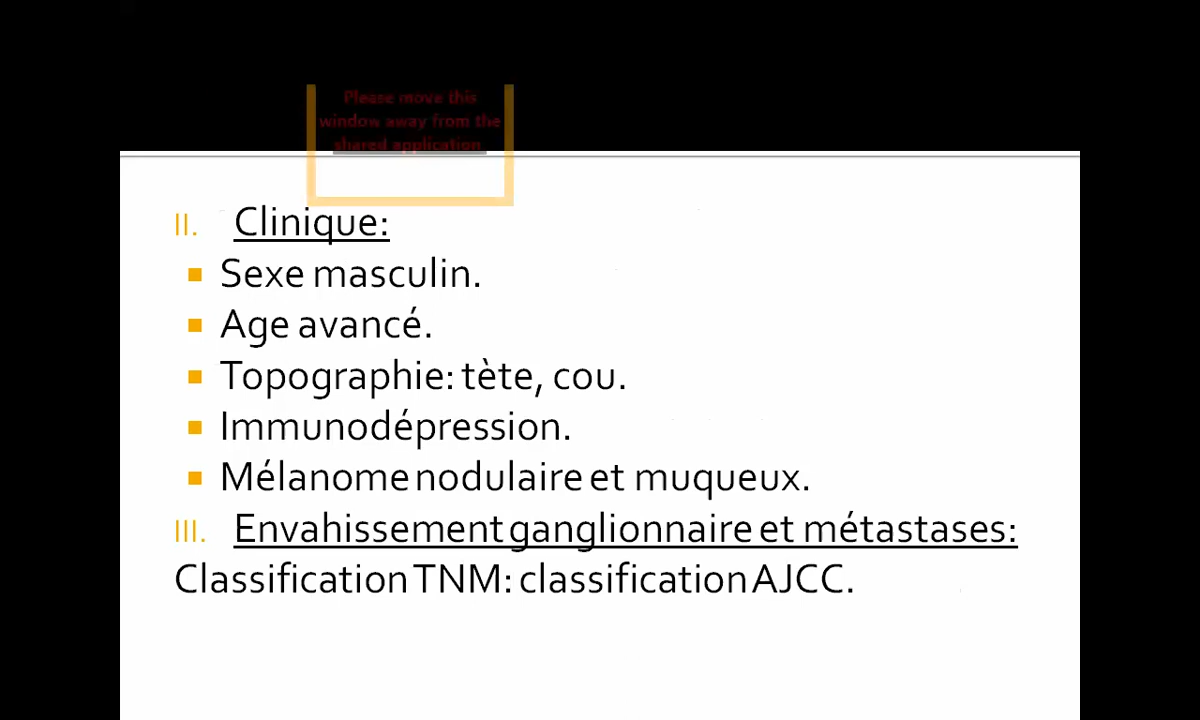 Please move this
window away from the
shared application.
II. Clinique:
Sexe masculin.
Age avancé.
Topographie: tète, cou.
Immunodépression.
Mélanome nodulaire et muqueux.
III. Envahissement ganglionnaire et métastases:
Classification TNM: classification AJCC.